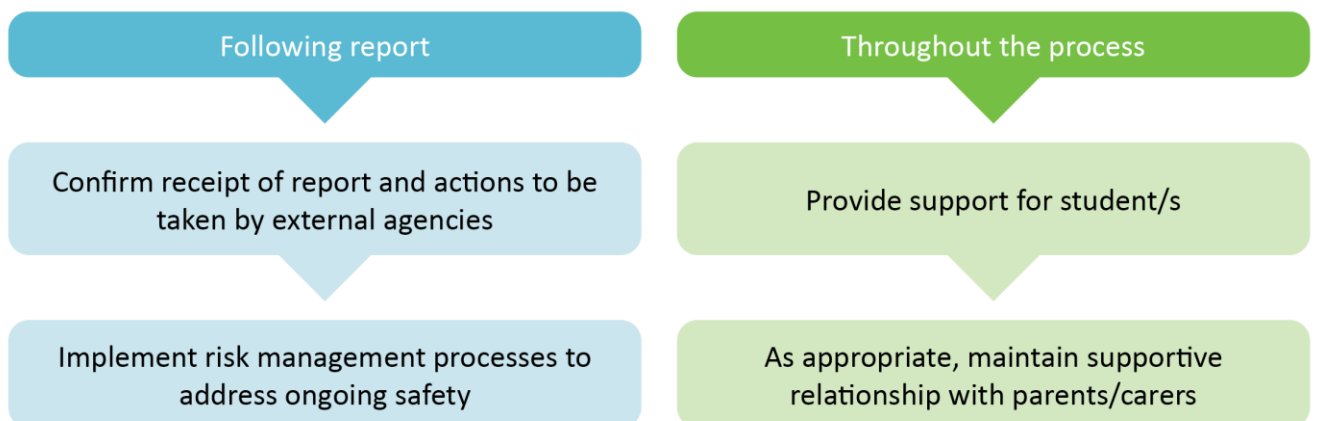 Following report
Confirm receipt of report and actions to be
taken by external agencies
Implement risk management processes to
address ongoing safety
Throughout the process
Provide support for student/s
As appropriate, maintain supportive
relationship with parents/carers